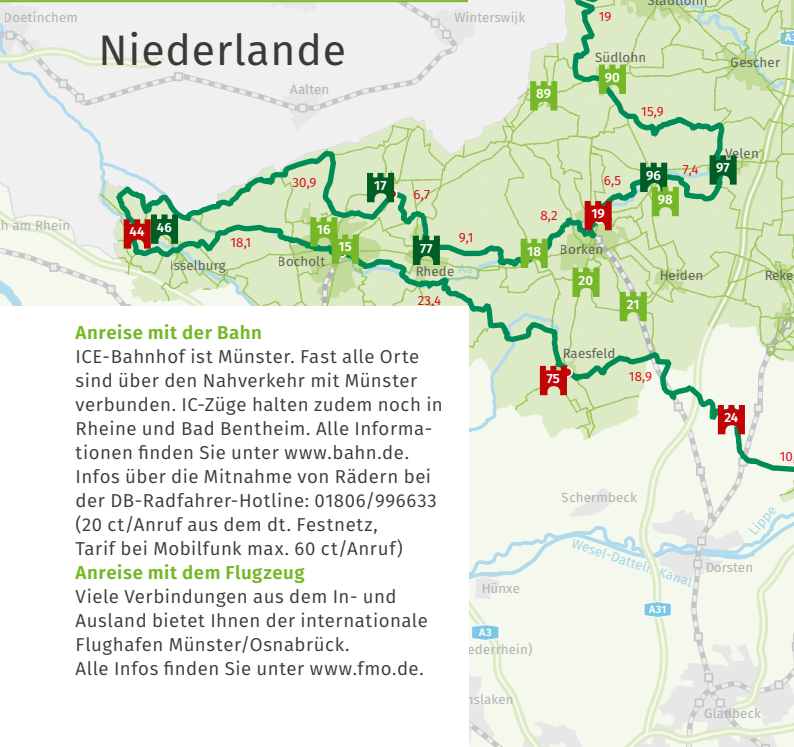 Stadtlohn
Doetinchem
Winterswijk
19
Niederlande
Südlohn
Gescher
90
Aalten
89
15,9
Velen
96
7,4
97
30,9
17
6,7
6,5
98
19
8,2
h am Rhein
44
46
16
18,1
15
77
9,1
18
Borken
Isselburg
Bocholt
Rhede
Aa
Heiden
Reke
20
23,4
21
Anreise mit der Bahn
ICE-Bahnhof ist Münster. Fast alle Orte
sind über den Nahverkehr mit Münster
verbunden. IC-Züge halten zudem noch in
Rheine und Bad Bentheim. Alle Informa-
tionen finden Sie unter www.bahn.de.
Infos über die Mitnahme von Rädern bei
der DB-Radfahrer-Hotline: 01806/996633
(20 ct/Anruf aus dem dt. Festnetz,
Tarif bei Mobilfunk max. 60 ct/Anruf)
Anreise mit dem Flugzeug
Viele Verbindungen aus dem In- und
Ausland bietet Ihnen der internationale
Flughafen Münster/Osnabrück.
Alle Infos finden Sie unter www.fmo.de.
Raesfeld
75
18,9
24
10,
Schermbeck
Lippe
Wesel-Datteln-Kanal
Dorsten
Hünxe
A31
A3
ederrhein)
nslaken
Gladbeck